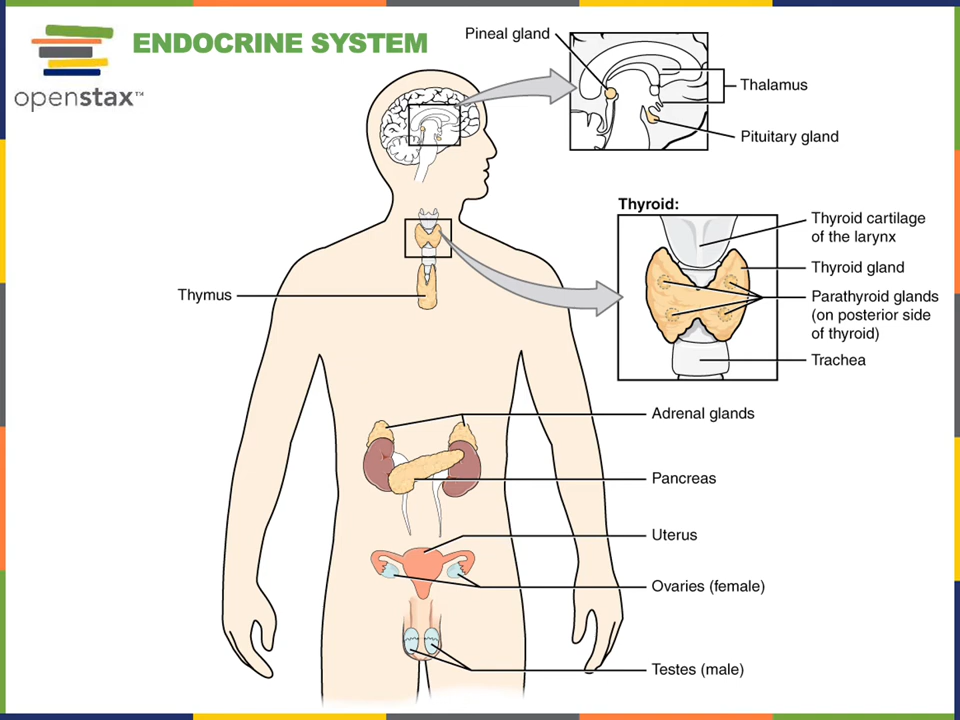 ENDOCRINE SYSTEM
openstax™
Pineal gland
Thalamus
Pituitary gland
Thyroid:
Thyroid cartilage
of the larynx
Thyroid gland
Parathyroid glands
(on posterior side
of thyroid)
Trachea
Thymus
Adrenal glands
Pancreas
Uterus
Ovaries (female)
Testes (male)